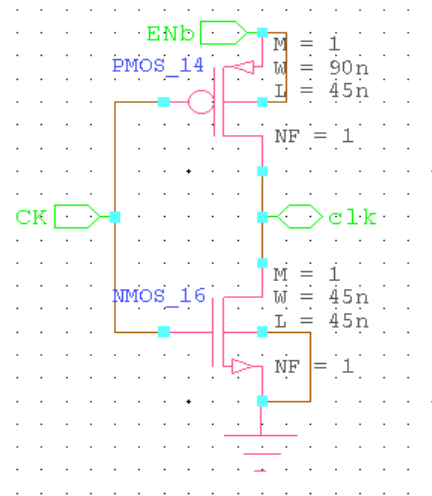 ENb
M = 1
PMOS_14
W = 90n
L = 45n
NF = 1
CK
clk
M = 1
NMOS_16
W = 45n
L = 45n
NF = 1